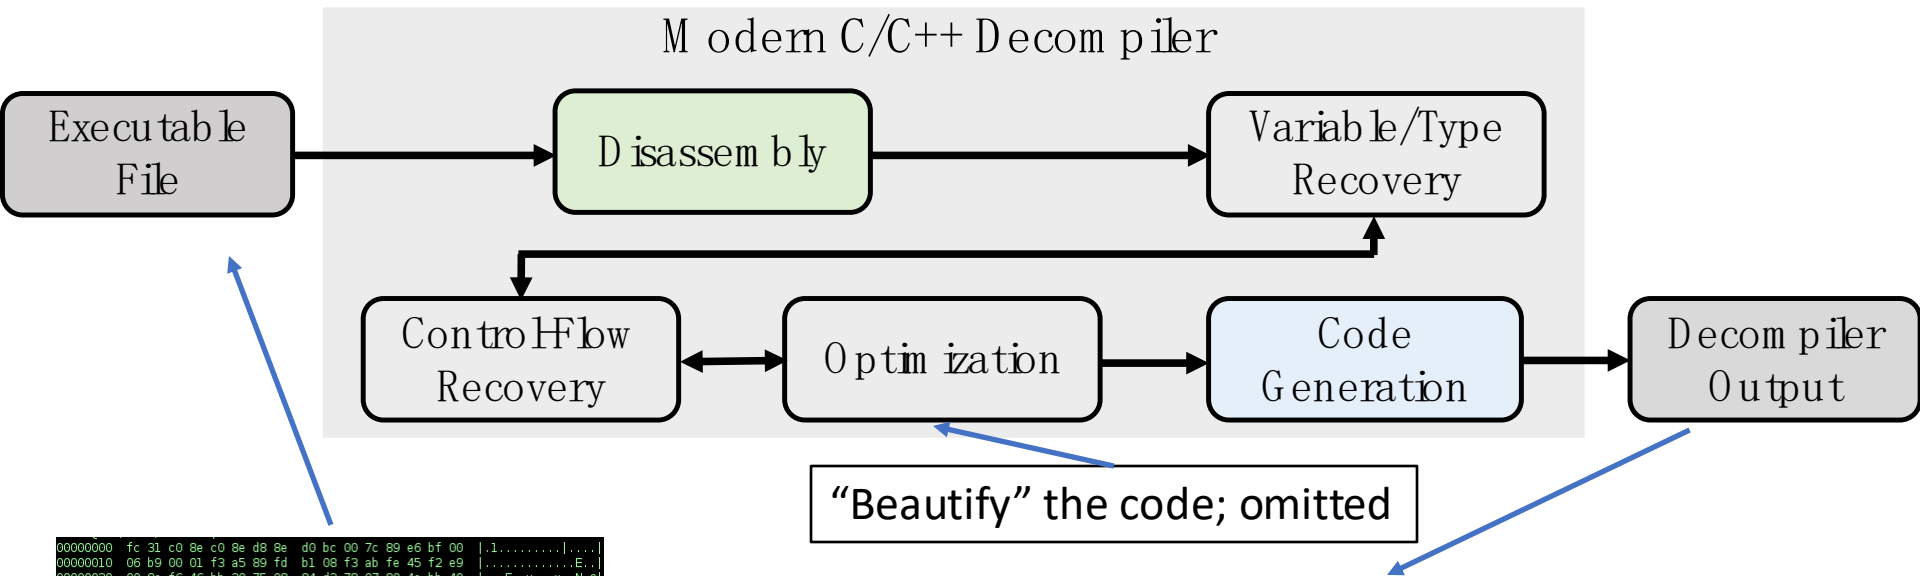 Modern C/C++ Decompiler
Executable
File
Disassembly
Variable/Type
Recovery
Control-Flow
Recovery
Optimization
Code
Generation
Decompiler
Output
“Beautify” the code; omitted
00000000 fc 31 c0 8e c0 8e d8 8e d0 bc 00 7c 89 e6 bf 00 |.1.........|....|
00000010 06 b9 00 01 f3 a5 89 fd b1 08 f3 ab fe 45 f2 e9 |.............E..|